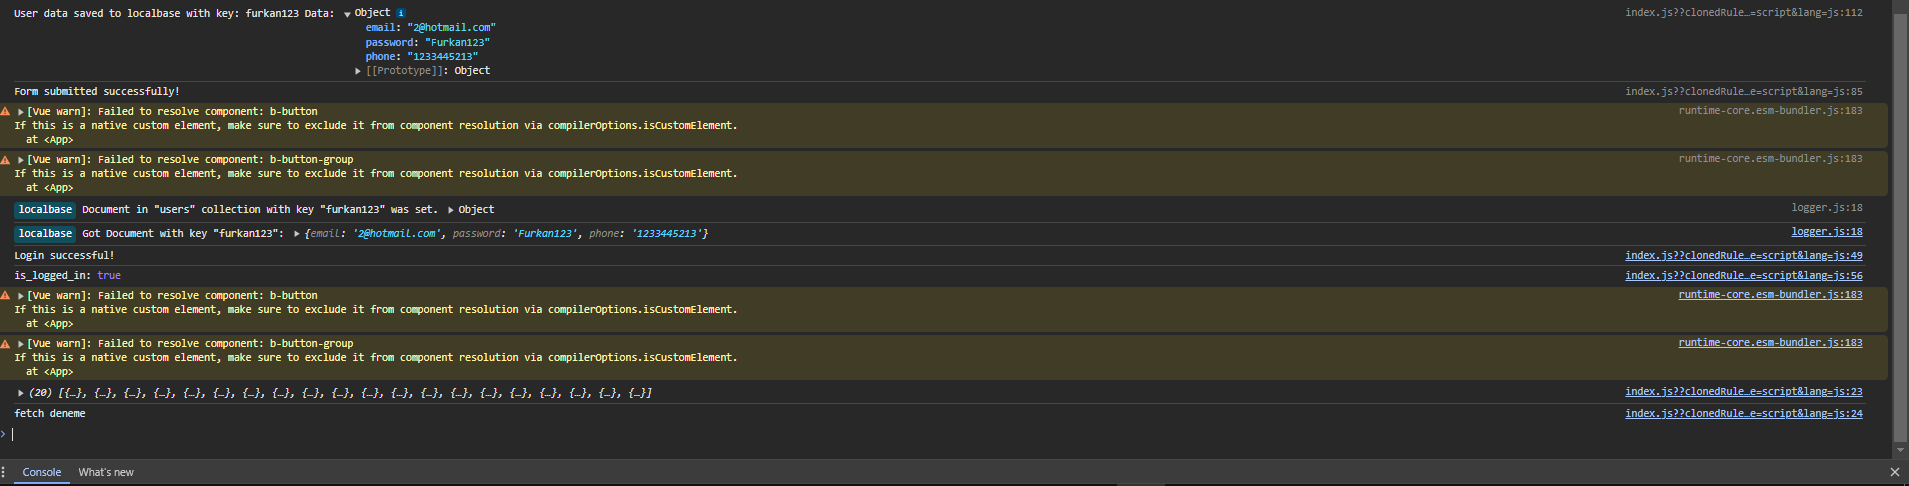 User data saved to localbase with key: furkan123 Data: ▼ Object i index.js??clonedRule…=script&lang=js:112
email: "2@hotmail.com"
password: "Furkan123"
phone: "1233445213"
▶ [[Prototype]]: Object
Form submitted successfully! index.js??clonedRule…e=script&lang=js:85
▶ [Vue warn]: Failed to resolve component: b-button runtime-core.esm-bundler.js:183
If this is a native custom element, make sure to exclude it from component resolution via compilerOptions.isCustomElement.
at <App>
▶ [Vue warn]: Failed to resolve component: b-button-group runtime-core.esm-bundler.js:183
If this is a native custom element, make sure to exclude it from component resolution via compilerOptions.isCustomElement.
at <App>
localbase Document in "users" collection with key "furkan123" was set. ▶ Object logger.js:18
localbase Got Document with key "furkan123": ▶ {email: '2@hotmail.com', password: 'Furkan123', phone: '1233445213'} logger.js:18
Login successful! index.js??clonedRule…e=script&lang=js:49
is_logged_in: true index.js??clonedRule…e=script&lang=js:56
▶ [Vue warn]: Failed to resolve component: b-button runtime-core.esm-bundler.js:183
If this is a native custom element, make sure to exclude it from component resolution via compilerOptions.isCustomElement.
at <App>
▶ [Vue warn]: Failed to resolve component: b-button-group runtime-core.esm-bundler.js:183
If this is a native custom element, make sure to exclude it from component resolution via compilerOptions.isCustomElement.
at <App>
▶ (20) [{…}, {…}, {…}, {…}, {…}, {…}, {…}, {…}, {…}, {…}, {…}, {…}, {…}, {…}, {…}, {…}, {…}, {…}, {…}, {…}] index.js??clonedRule…e=script&lang=js:23
fetch deneme index.js??clonedRule…e=script&lang=js:24
>
Console What's new